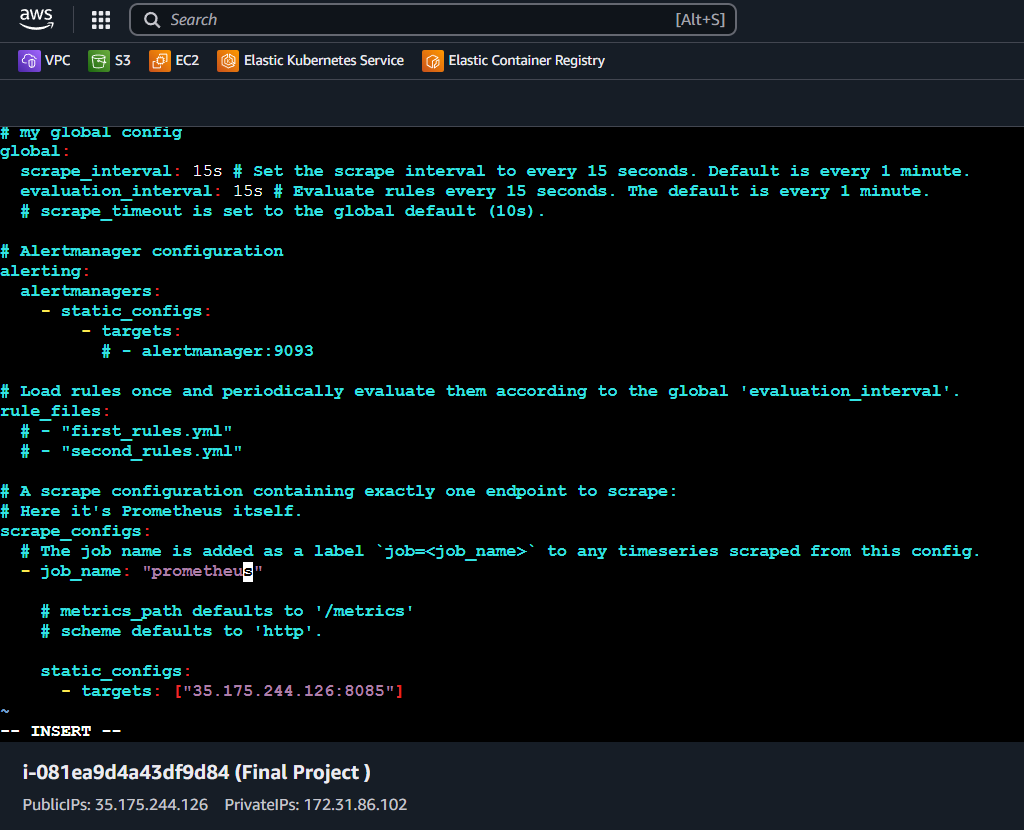 aws
Search [Alt+S]
VPC S3 EC2 Elastic Kubernetes Service Elastic Container Registry
# my global config
global:
  scrape_interval: 15s # Set the scrape interval to every 15 seconds. Default is every 1 minute.
  evaluation_interval: 15s # Evaluate rules every 15 seconds. The default is every 1 minute.
  # scrape_timeout is set to the global default (10s).
# Alertmanager configuration
alerting:
  alertmanagers:
    - static_configs:
        - targets:
          # - alertmanager:9093
# Load rules once and periodically evaluate them according to the global 'evaluation_interval'.
rule_files:
  # - "first_rules.yml"
  # - "second_rules.yml"
# A scrape configuration containing exactly one endpoint to scrape:
# Here it's Prometheus itself.
scrape_configs:
  # The job name is added as a label `job=<job_name>` to any timeseries scraped from this config.
  - job_name: "prometheus"
    # metrics_path defaults to '/metrics'
    # scheme defaults to 'http'.
    static_configs:
      - targets: ["35.175.244.126:8085"]
~
-- INSERT --
i-081ea9d4a43df9d84 (Final Project )
PublicIPs: 35.175.244.126 PrivateIPs: 172.31.86.102